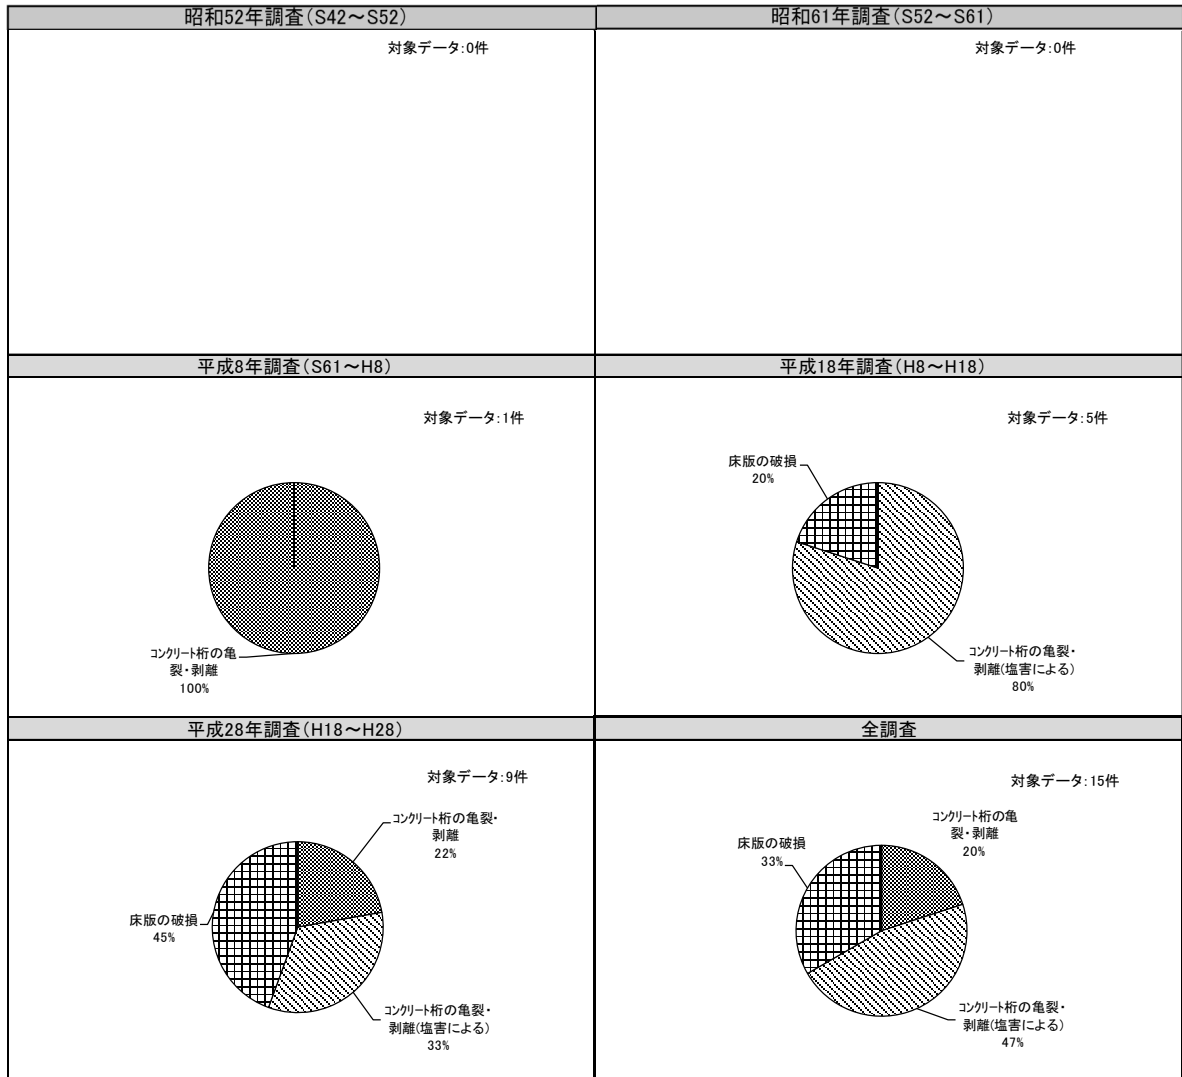 昭和52年調査(S42～S52)
昭和61年調査(S52～S61)
対象データ:0件
対象データ:0件
平成8年調査(S61～H8)
平成18年調査(H8～H18)
対象データ:1件
コンクリート桁の亀
裂・剥離
100%
対象データ:5件
床版の破損
20%
コンクリート桁の亀裂・
剥離(塩害による)
80%
平成28年調査(H18～H28)
全調査
対象データ:9件
コンクリート桁の亀裂・
剥離
22%
床版の破損
45%
コンクリート桁の亀裂・
剥離(塩害による)
33%
対象データ:15件
コンクリート桁の亀
裂・剥離
20%
床版の破損
33%
コンクリート桁の亀裂・
剥離(塩害による)
47%